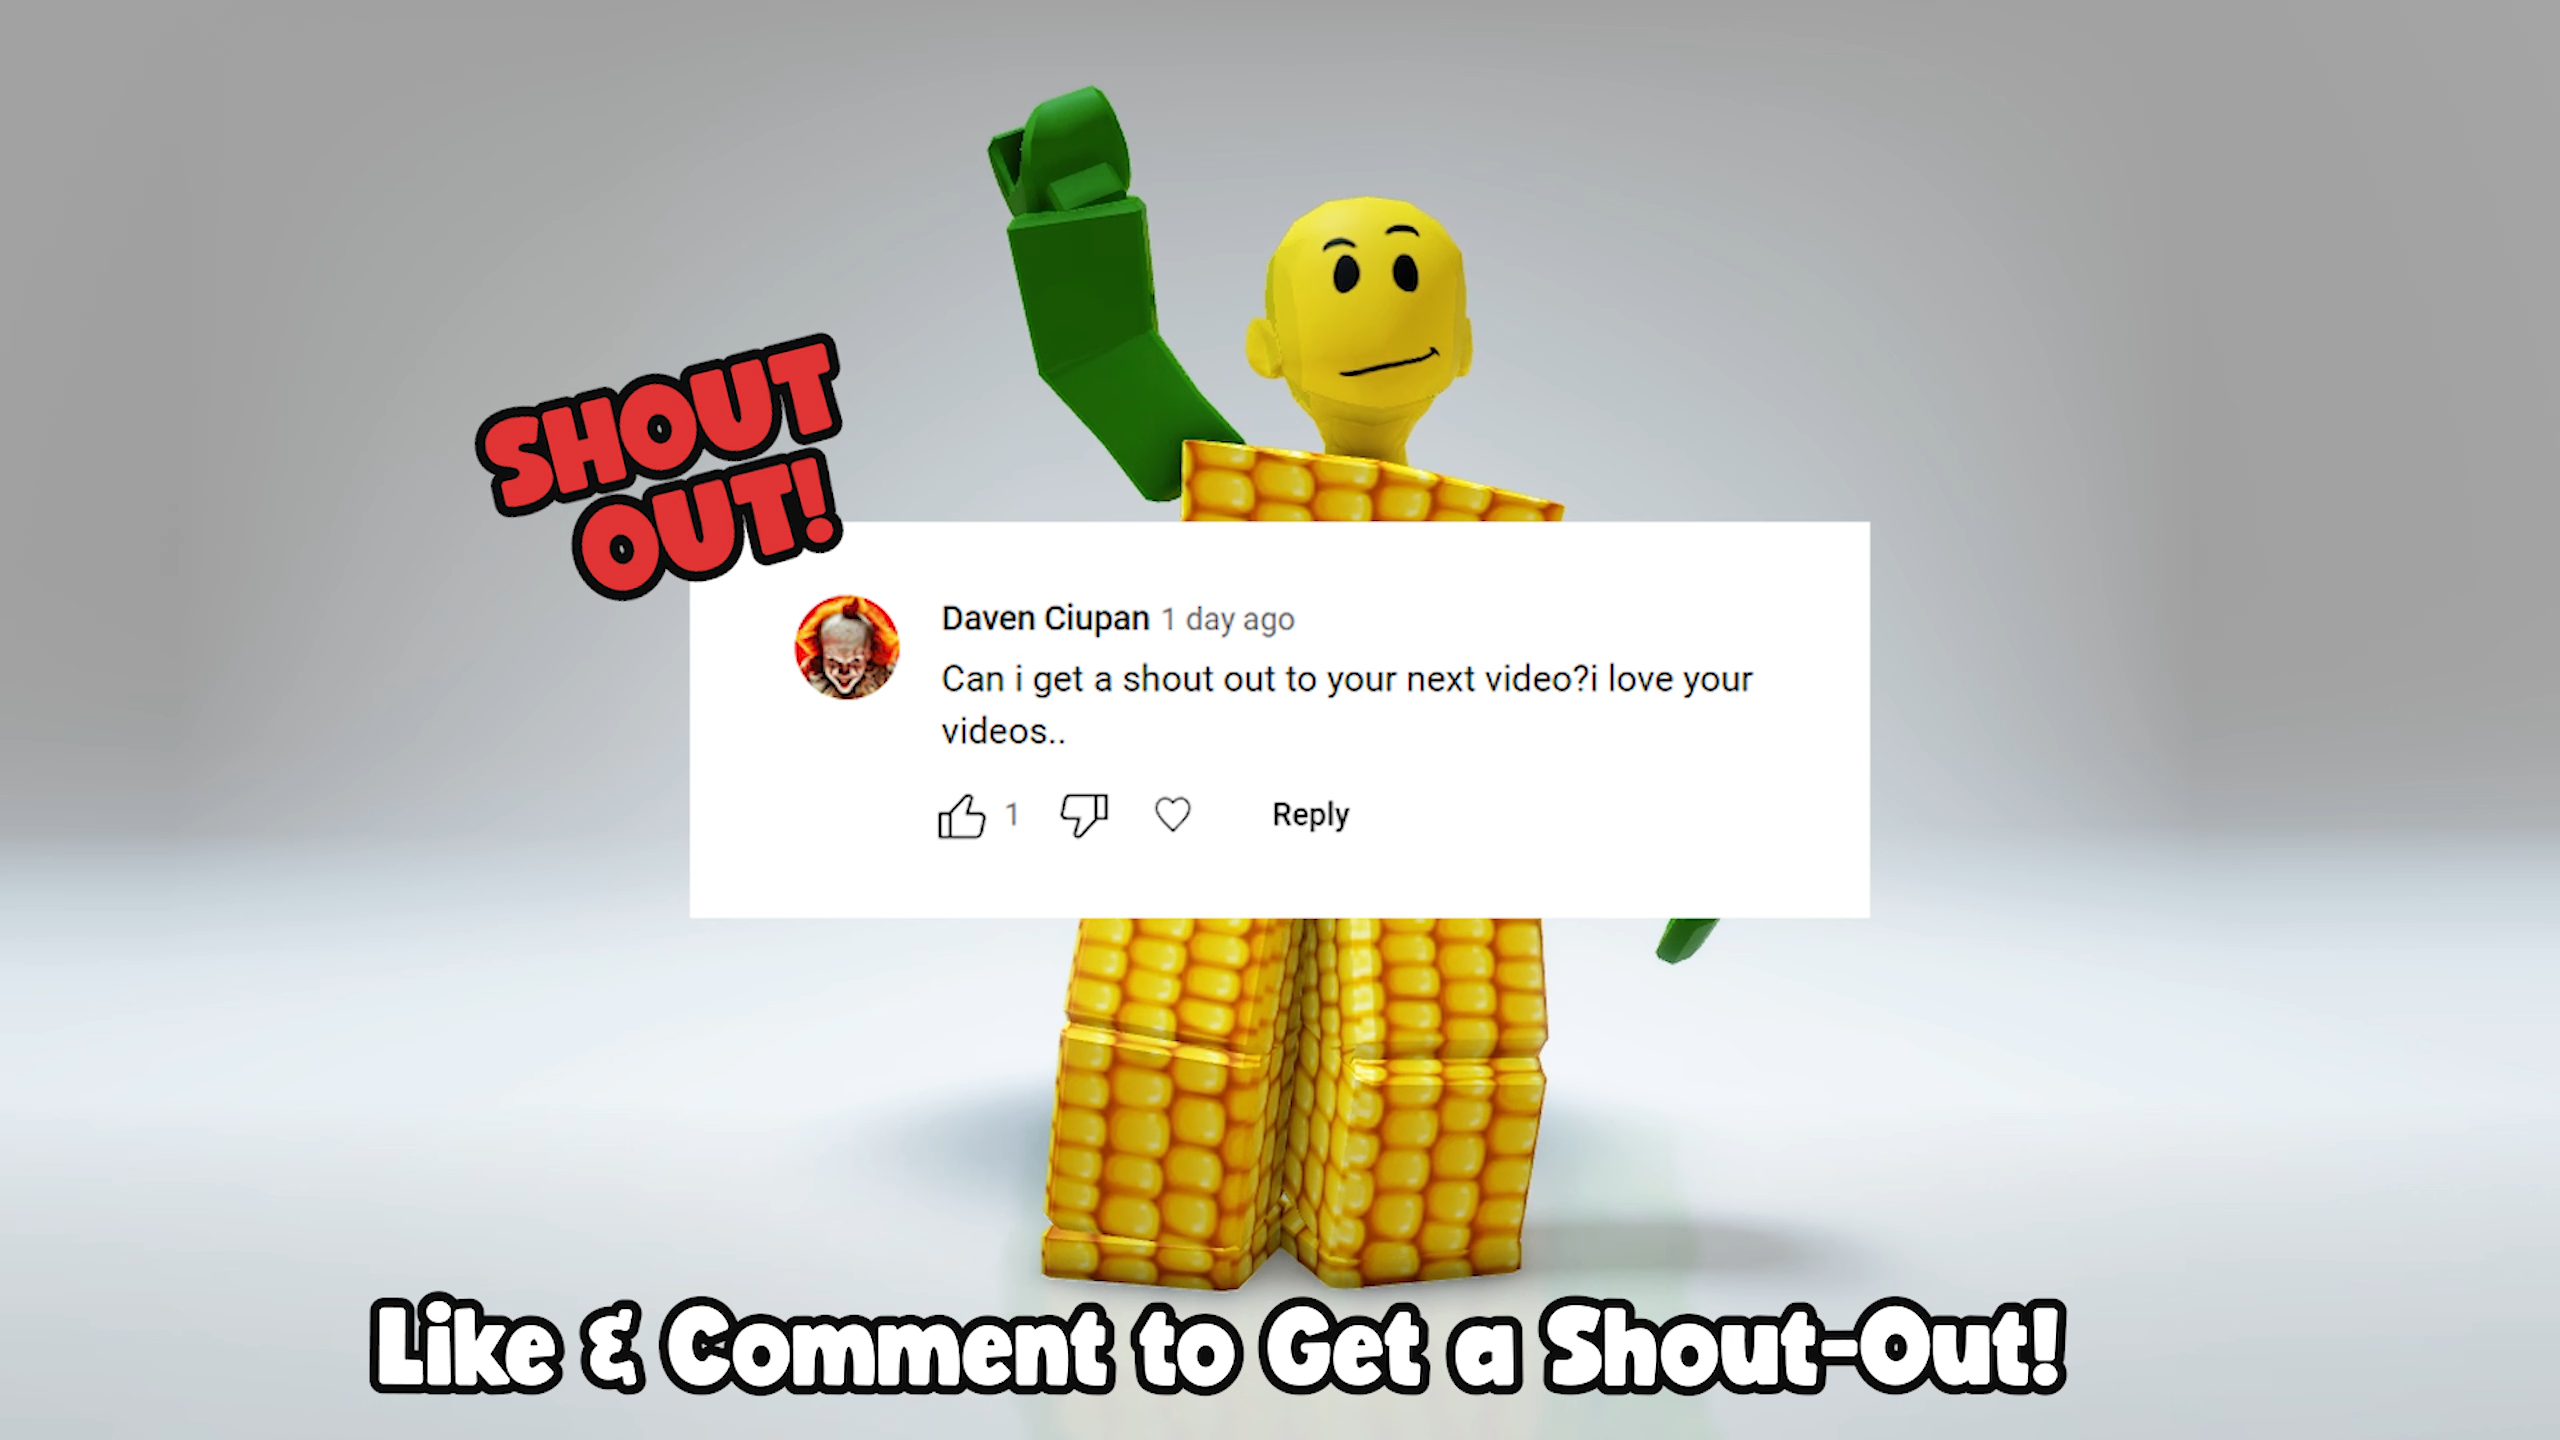 SHOUT
OUT!
Daven Ciupan 1 day ago
Can i get a shout out to your next video?i love your
videos..
1 Reply
Like & Comment to Get a Shout-Out!